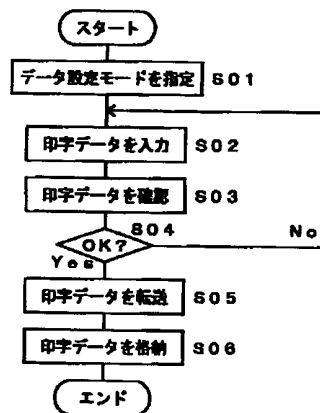 スタート
データ設定モードを指定 S01
印字データを入力 S02
印字データを確認 S03
S04
OK? No
Yes
印字データを転送 S05
印字データを格納 S06
エンド